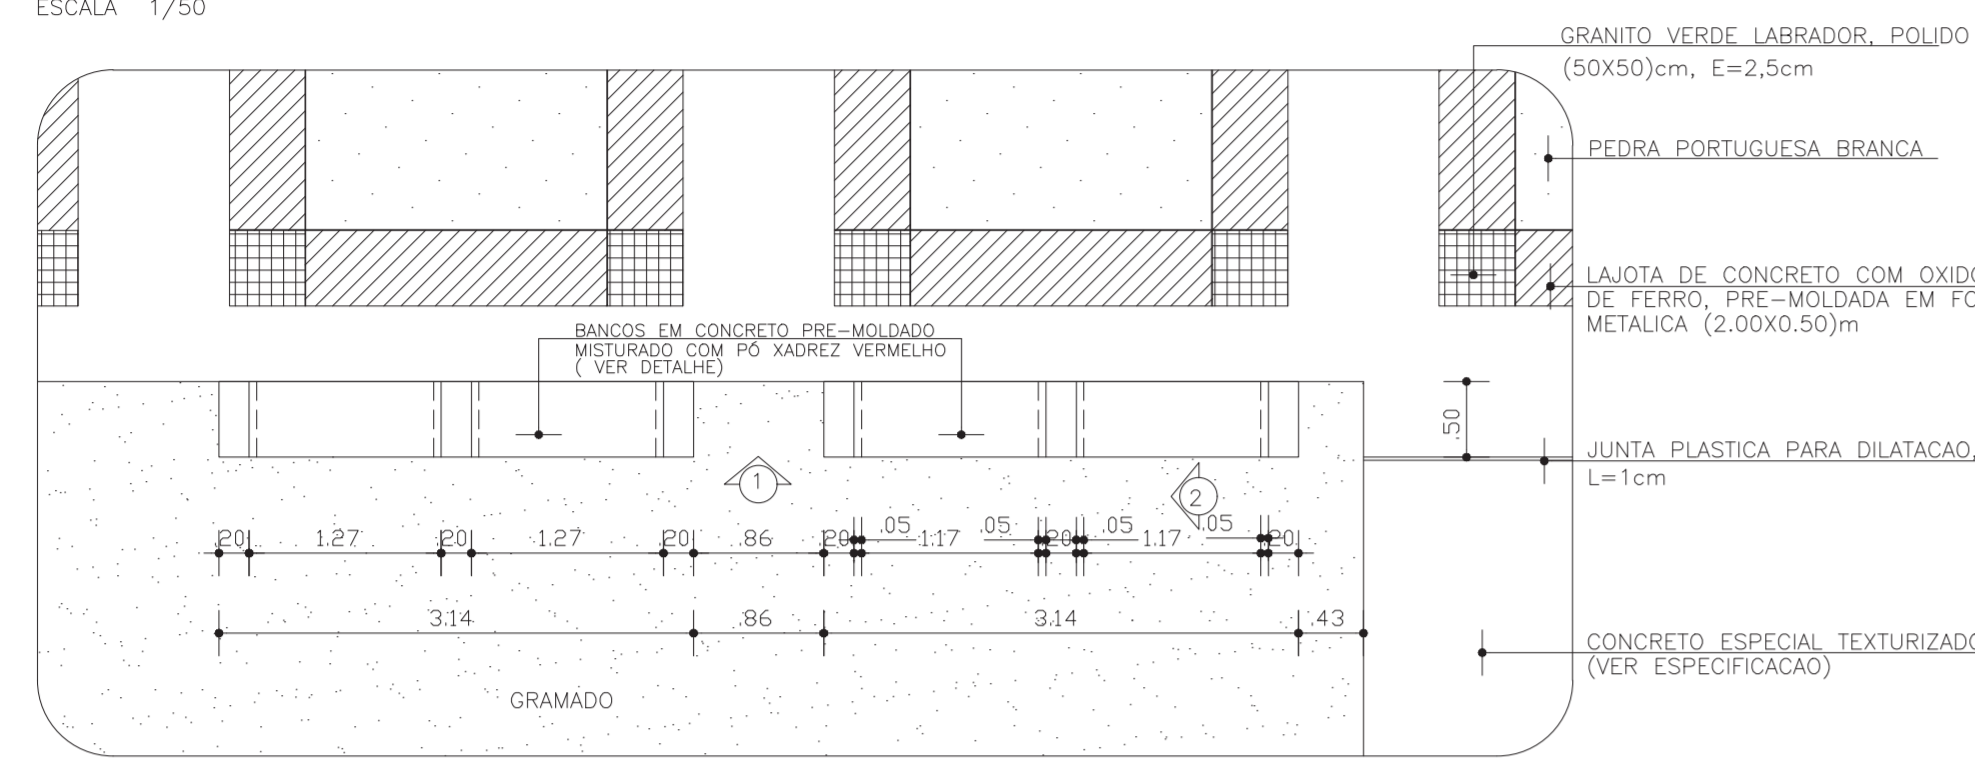 ESCALA 1/50
GRANITO VERDE LABRADOR, POLIDO
(50X50)cm, E=2,5cm
PEDRA PORTUGUESA BRANCA
LAJOTA DE CONCRETO COM
DE FERRO, PRE-MOLDADA EM
METALICA (2.00X0.50)m
BANCOS EM CONCRETO PRE-MOLDADO
MISTURADO COM PÓ XADREZ VERMELHO
( VER DETALHE)
.50
JUNTA PLASTICA PARA DILATACAO,
L=1cm
1
2
.20 1.27 .20 1.27 .20 .86 .20 .05 1.17 .05 .20 .05 1.17 .05 .20
3.14 .86 3.14 .43
CONCRETO ESPECIAL TEXTURIZADO
(VER ESPECIFICACAO)
GRAMADO